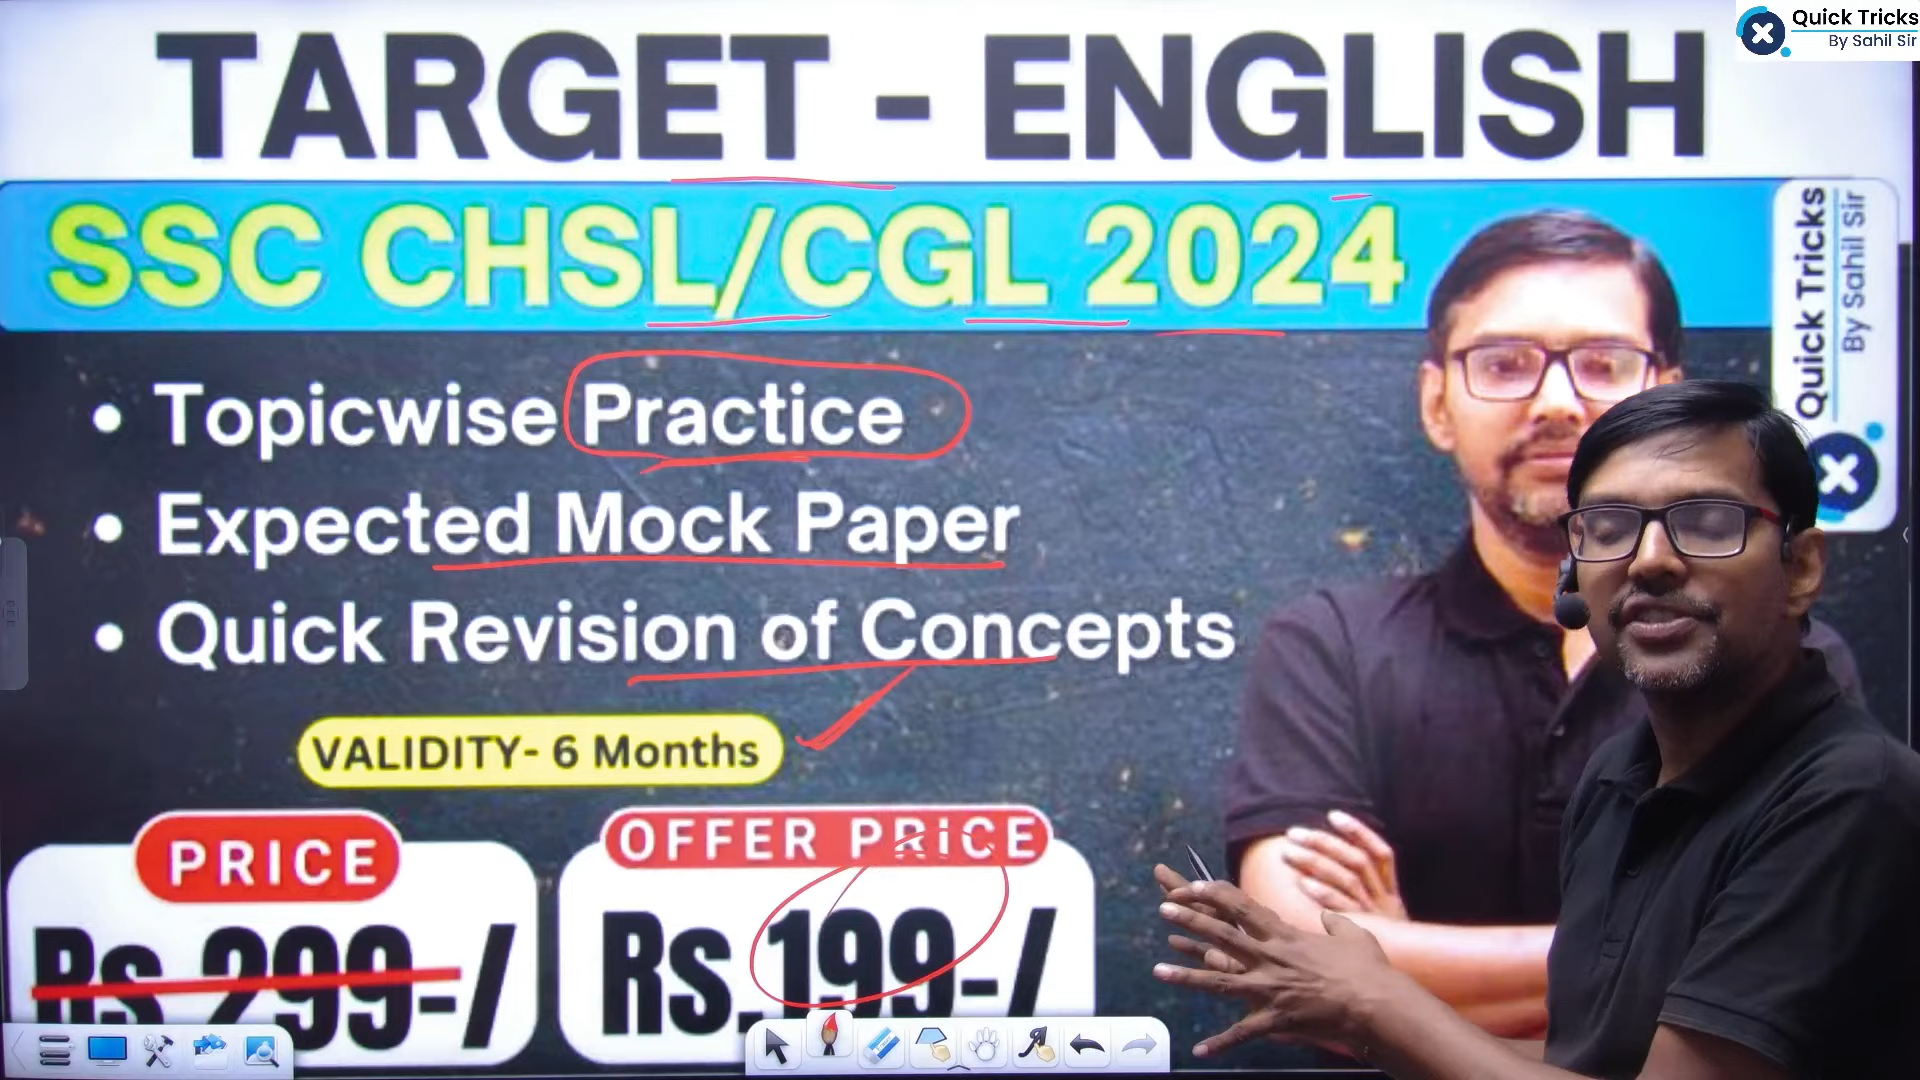 Quick Tricks
By Sahil Sir
TARGET - ENGLISH
SSC CHSL/CGL 2024
Quick Tricks
By Sahil Sir
• Topicwise Practice
• Expected Mock Paper
• Quick Revision of Concepts
VALIDITY- 6 Months
PRICE
Rs 299-/
OFFER PRICE
Rs.199-/